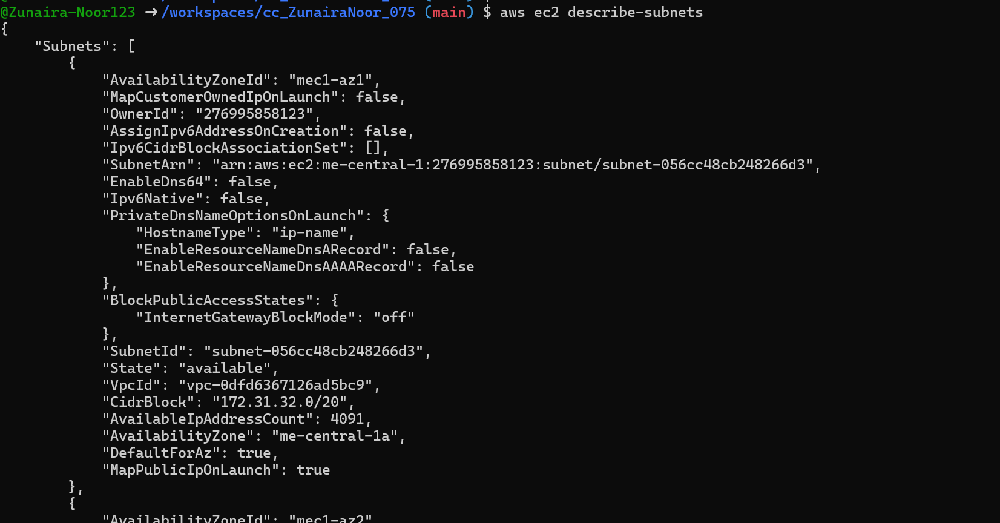 @Zunaira-Noor123 → /workspaces/cc_ZunairaNoor_075 (main) $ aws ec2 describe-subnets
{
    "Subnets": [
        {
            "AvailabilityZoneId": "mec1-az1",
            "MapCustomerOwnedIpOnLaunch": false,
            "OwnerId": "276995858123",
            "AssignIpv6AddressOnCreation": false,
            "Ipv6CidrBlockAssociationSet": [],
            "SubnetArn": "arn:aws:ec2:me-central-1:276995858123:subnet/subnet-056cc48cb248266d3",
            "EnableDns64": false,
            "Ipv6Native": false,
            "PrivateDnsNameOptionsOnLaunch": {
                "HostnameType": "ip-name",
                "EnableResourceNameDnsARecord": false,
                "EnableResourceNameDnsAAAARecord": false
            },
            "BlockPublicAccessStates": {
                "InternetGatewayBlockMode": "off"
            },
            "SubnetId": "subnet-056cc48cb248266d3",
            "State": "available",
            "VpcId": "vpc-0dfd6367126ad5bc9",
            "CidrBlock": "172.31.32.0/20",
            "AvailableIpAddressCount": 4091,
            "AvailabilityZone": "me-central-1a",
            "DefaultForAz": true,
            "MapPublicIpOnLaunch": true
        },
        {
            "AvailabilityZoneId": "mec1-az2"